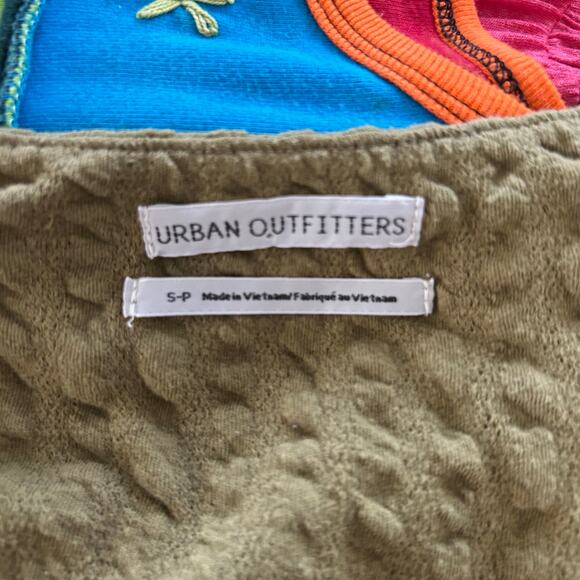 URBAN OUTFITTERS
S-P Made in Vietnam/Fabriqué au Vietnam